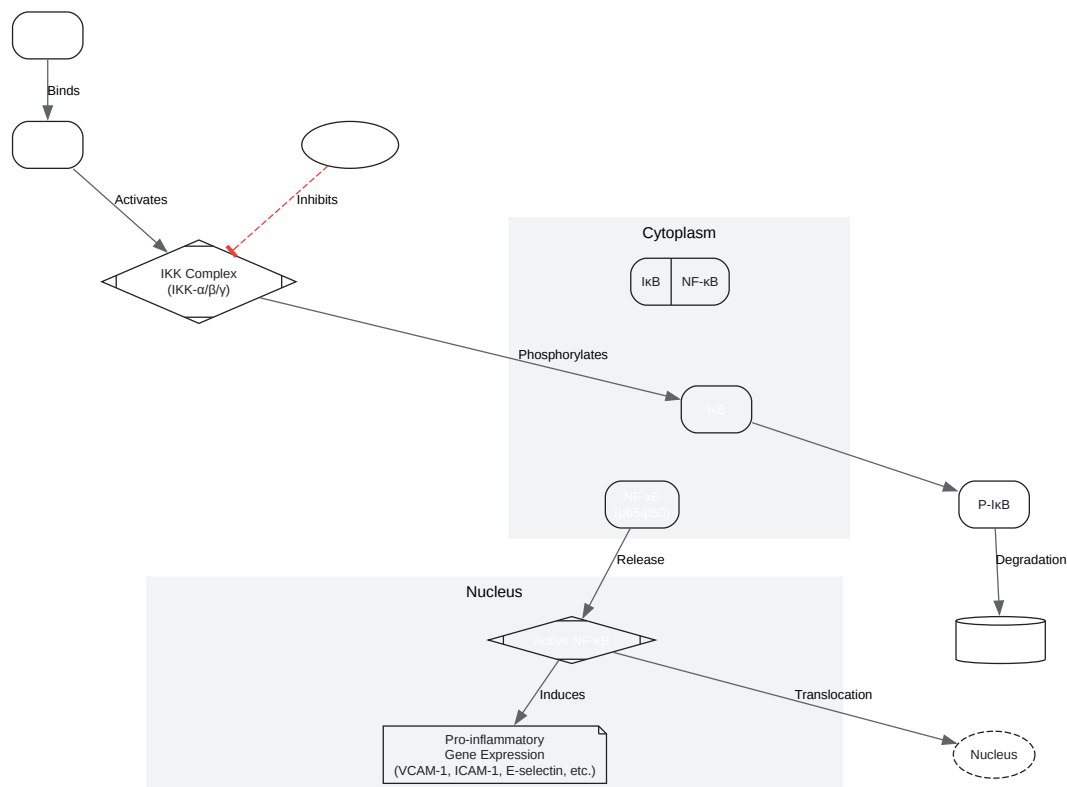 Binds
Activates
Inhibits
Cytoplasm
IKK Complex
(IKK-α/β/γ)
IκB
NF-κB
Phosphorylates
IκB
NF-κB
(p65/p50)
P-IκB
Release
Degradation
Nucleus
Active NF-κB
Induces
Translocation
Pro-inflammatory
Gene Expression
(VCAM-1, ICAM-1, E-selectin, etc.)
Nucleus